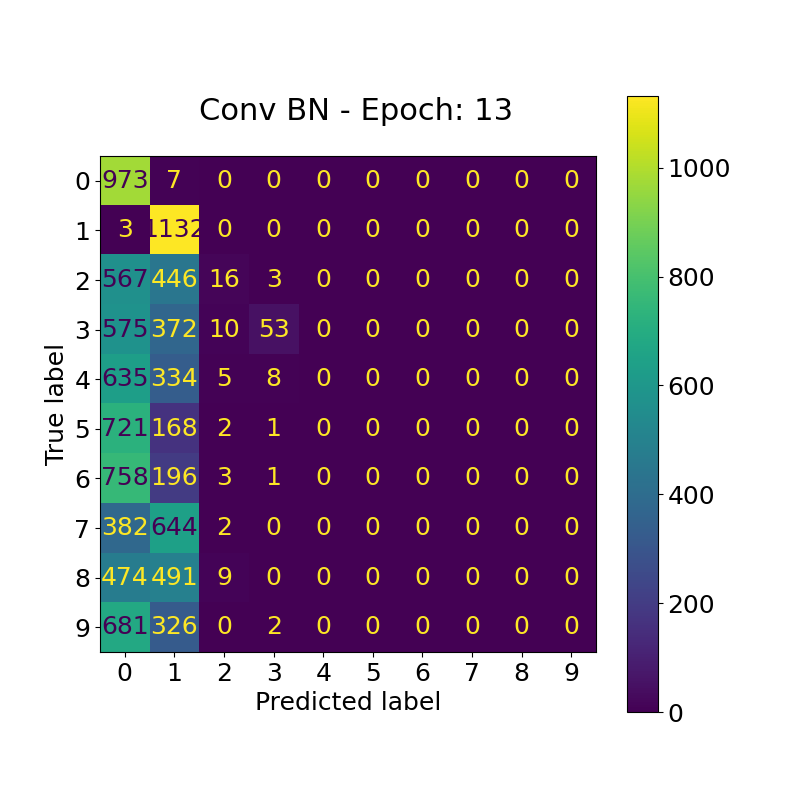 Conv BN - Epoch: 13
1000
800
600
400
200
0
True label
0 973 7 0 0 0 0 0 0 0 0
1 3 1132 0 0 0 0 0 0 0 0
2 567 446 16 3 0 0 0 0 0 0
3 575 372 10 53 0 0 0 0 0 0
4 635 334 5 8 0 0 0 0 0 0
5 721 168 2 1 0 0 0 0 0 0
6 758 196 3 1 0 0 0 0 0 0
7 382 644 2 0 0 0 0 0 0 0
8 474 491 9 0 0 0 0 0 0 0
9 681 326 0 2 0 0 0 0 0 0
0 1 2 3 4 5 6 7 8 9
Predicted label